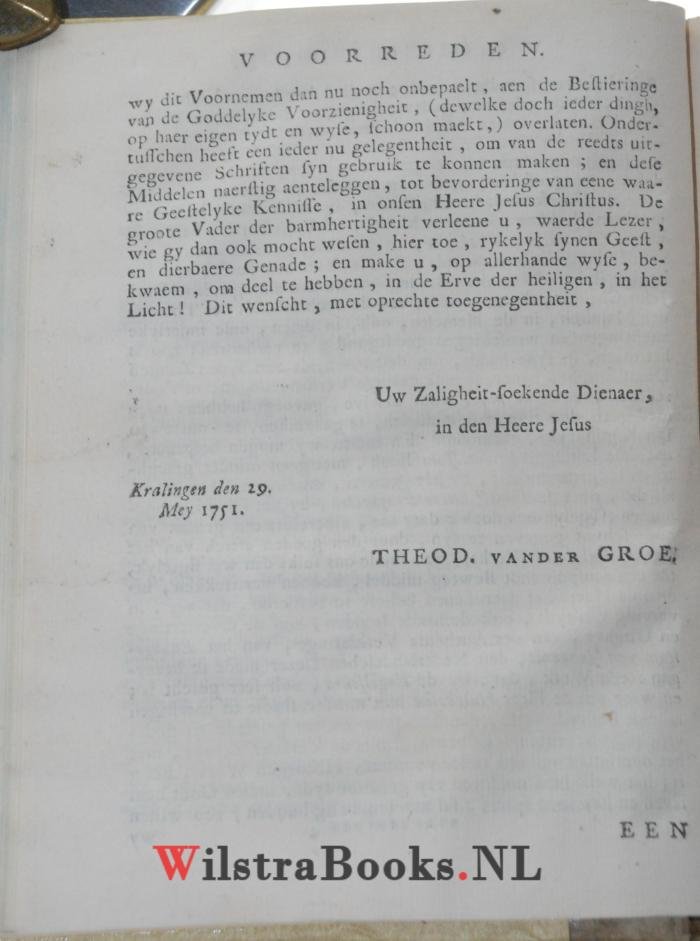 VOORREDEN.
wy dit Voornemen dan nu noch onbepaelt, aen de Beſtieringe
van de Goddelyke Voorzienigheit, (dewelke doch ieder dingh,
op haer eigen tydt en wyſe, ſchoon maekt,) overlaten. Onder-
tuſſchen heeft een ieder nu gelegentheit, om van de reedts uit-
gegevene Schriften ſyn gebruik te konnen maken; en deſe
Middelen naerſtig aenteleggen, tot bevorderinge van eene waa-
re Geeſtelyke Kenniſſe, in onſen Heere Jeſus Chriſtus. De
groote Vader der barmhertigheit verleene u, waerde Lezer,
wie gy dan ook mocht weſen, hier toe, rykelyk ſynen Geeſt,
en dierbaere Genade; en make u, op allerhande wyſe, be-
kwaem, om deel te hebben, in de Erve der heiligen, in het
Licht! Dit wenſcht, met oprechte toegenegentheit,
Uw Zaligheit-ſoekende Dienaer,
in den Heere Jeſus
Kralingen den 29.
Mey 1751.
THEOD. VANDER GROE.
EEN
WilstraBooks.NL